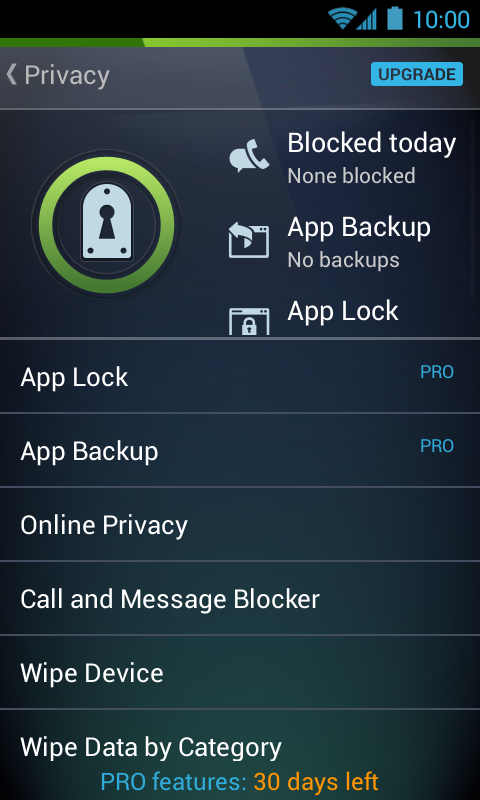 10:00
Privacy
UPGRADE
Blocked today
None blocked
App Backup
No backups
App Lock
App Lock PRO
App Backup PRO
Online Privacy
Call and Message Blocker
Wipe Device
Wipe Data by Category
PRO features: 30 days left